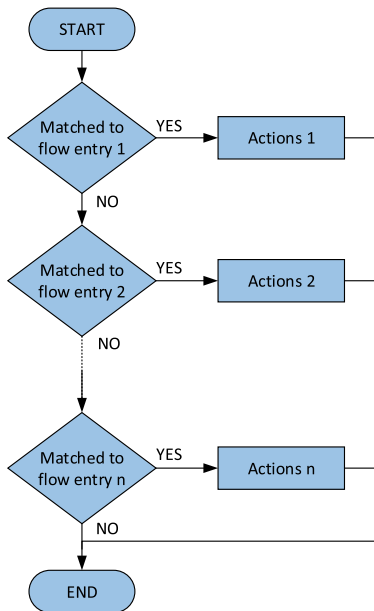 START
Matched to
flow entry 1
YES
Actions 1
NO
Matched to
flow entry 2
YES
Actions 2
NO
Matched to
flow entry n
YES
Actions n
NO
END